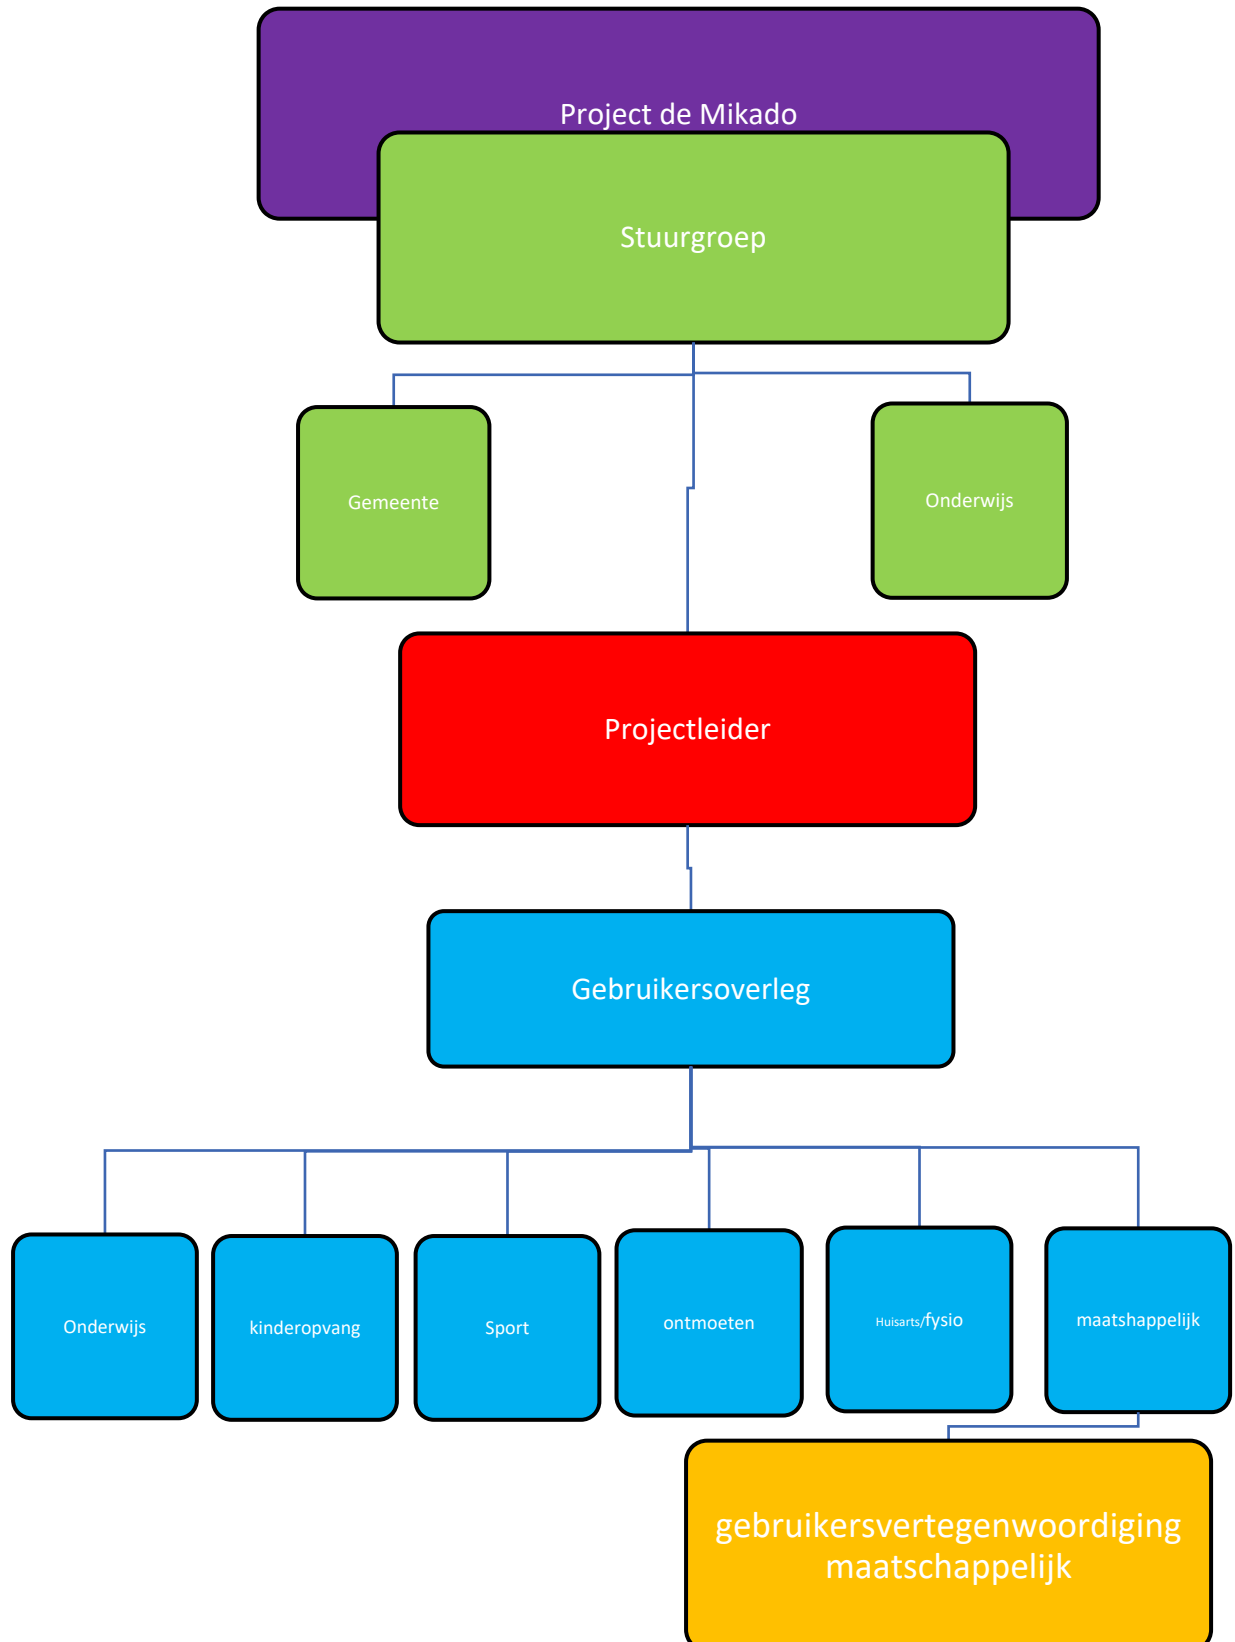 Project de Mikado
Stuurgroep
Gemeente
Onderwijs
Projectleider
Gebruikersoverleg
Onderwijs
kinderopvang
Sport
ontmoeten
Huisarts/fysio
maatshappelijk
gebruikersvertegenwoordiging
maatschappelijk